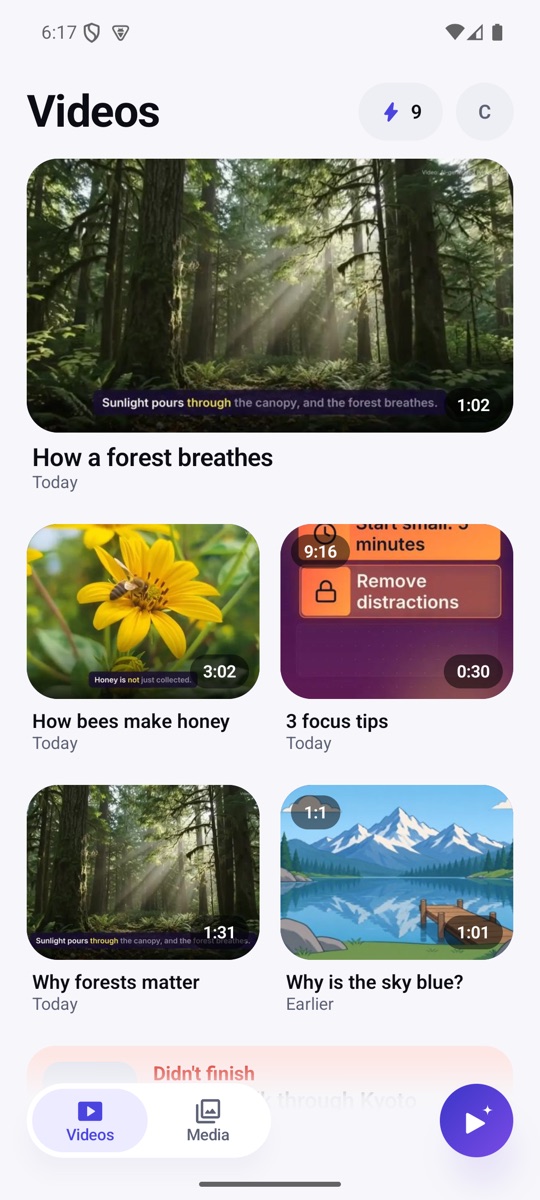 6:17
Videos
9
C
Sunlight pours through the canopy, and the forest breathes.
1:02
How a forest breathes
Today
Honey is not just collected.
3:02
How bees make honey
Today
Start small: 5
minutes
9:16
Remove
distractions
0:30
3 focus tips
Today
Sunlight pours through the canopy, and the forest breathes.
1:31
Why forests matter
Today
1:1
1:01
Why is the sky blue?
Earlier
Didn't finish
through Kyoto
Videos
Media